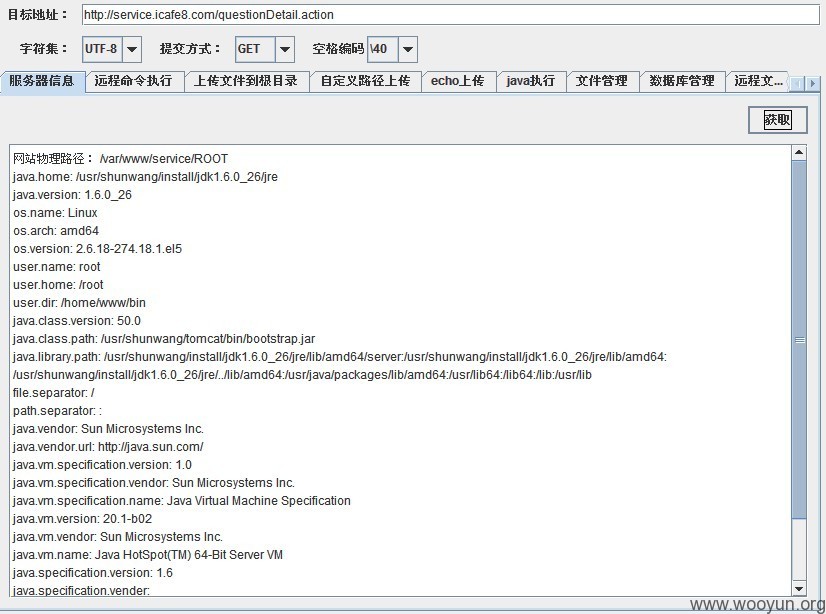 目标地址： http://service.icafe8.com/questionDetail.action
字符集： UTF-8 提交方式： GET 空格编码 \40
服务器信息 远程命令执行 上传文件到根目录 自定义路径上传 echo上传 java执行 文件管理 数据库管理 远程文...
获取
网站物理路径： /var/www/service/ROOT
java.home: /usr/shunwang/install/jdk1.6.0_26/jre
java.version: 1.6.0_26
os.name: Linux
os.arch: amd64
os.version: 2.6.18-274.18.1.el5
user.name: root
user.home: /root
user.dir: /home/www/bin
java.class.version: 50.0
java.class.path: /usr/shunwang/tomcat/bin/bootstrap.jar
java.library.path: /usr/shunwang/install/jdk1.6.0_26/jre/lib/amd64/server:/usr/shunwang/install/jdk1.6.0_26/jre/lib/amd64:
/usr/shunwang/install/jdk1.6.0_26/jre/../lib/amd64:/usr/java/packages/lib/amd64:/usr/lib64:/lib64:/lib:/usr/lib
file.separator: /
path.separator: :
java.vendor: Sun Microsystems Inc.
java.vendor.url: http://java.sun.com/
java.vm.specification.version: 1.0
java.vm.specification.vendor: Sun Microsystems Inc.
java.vm.specification.name: Java Virtual Machine Specification
java.vm.version: 20.1-b02
java.vm.vendor: Sun Microsystems Inc.
java.vm.name: Java HotSpot(TM) 64-Bit Server VM
java.specification.version: 1.6
java.specification.vender:
www.wooyun.org